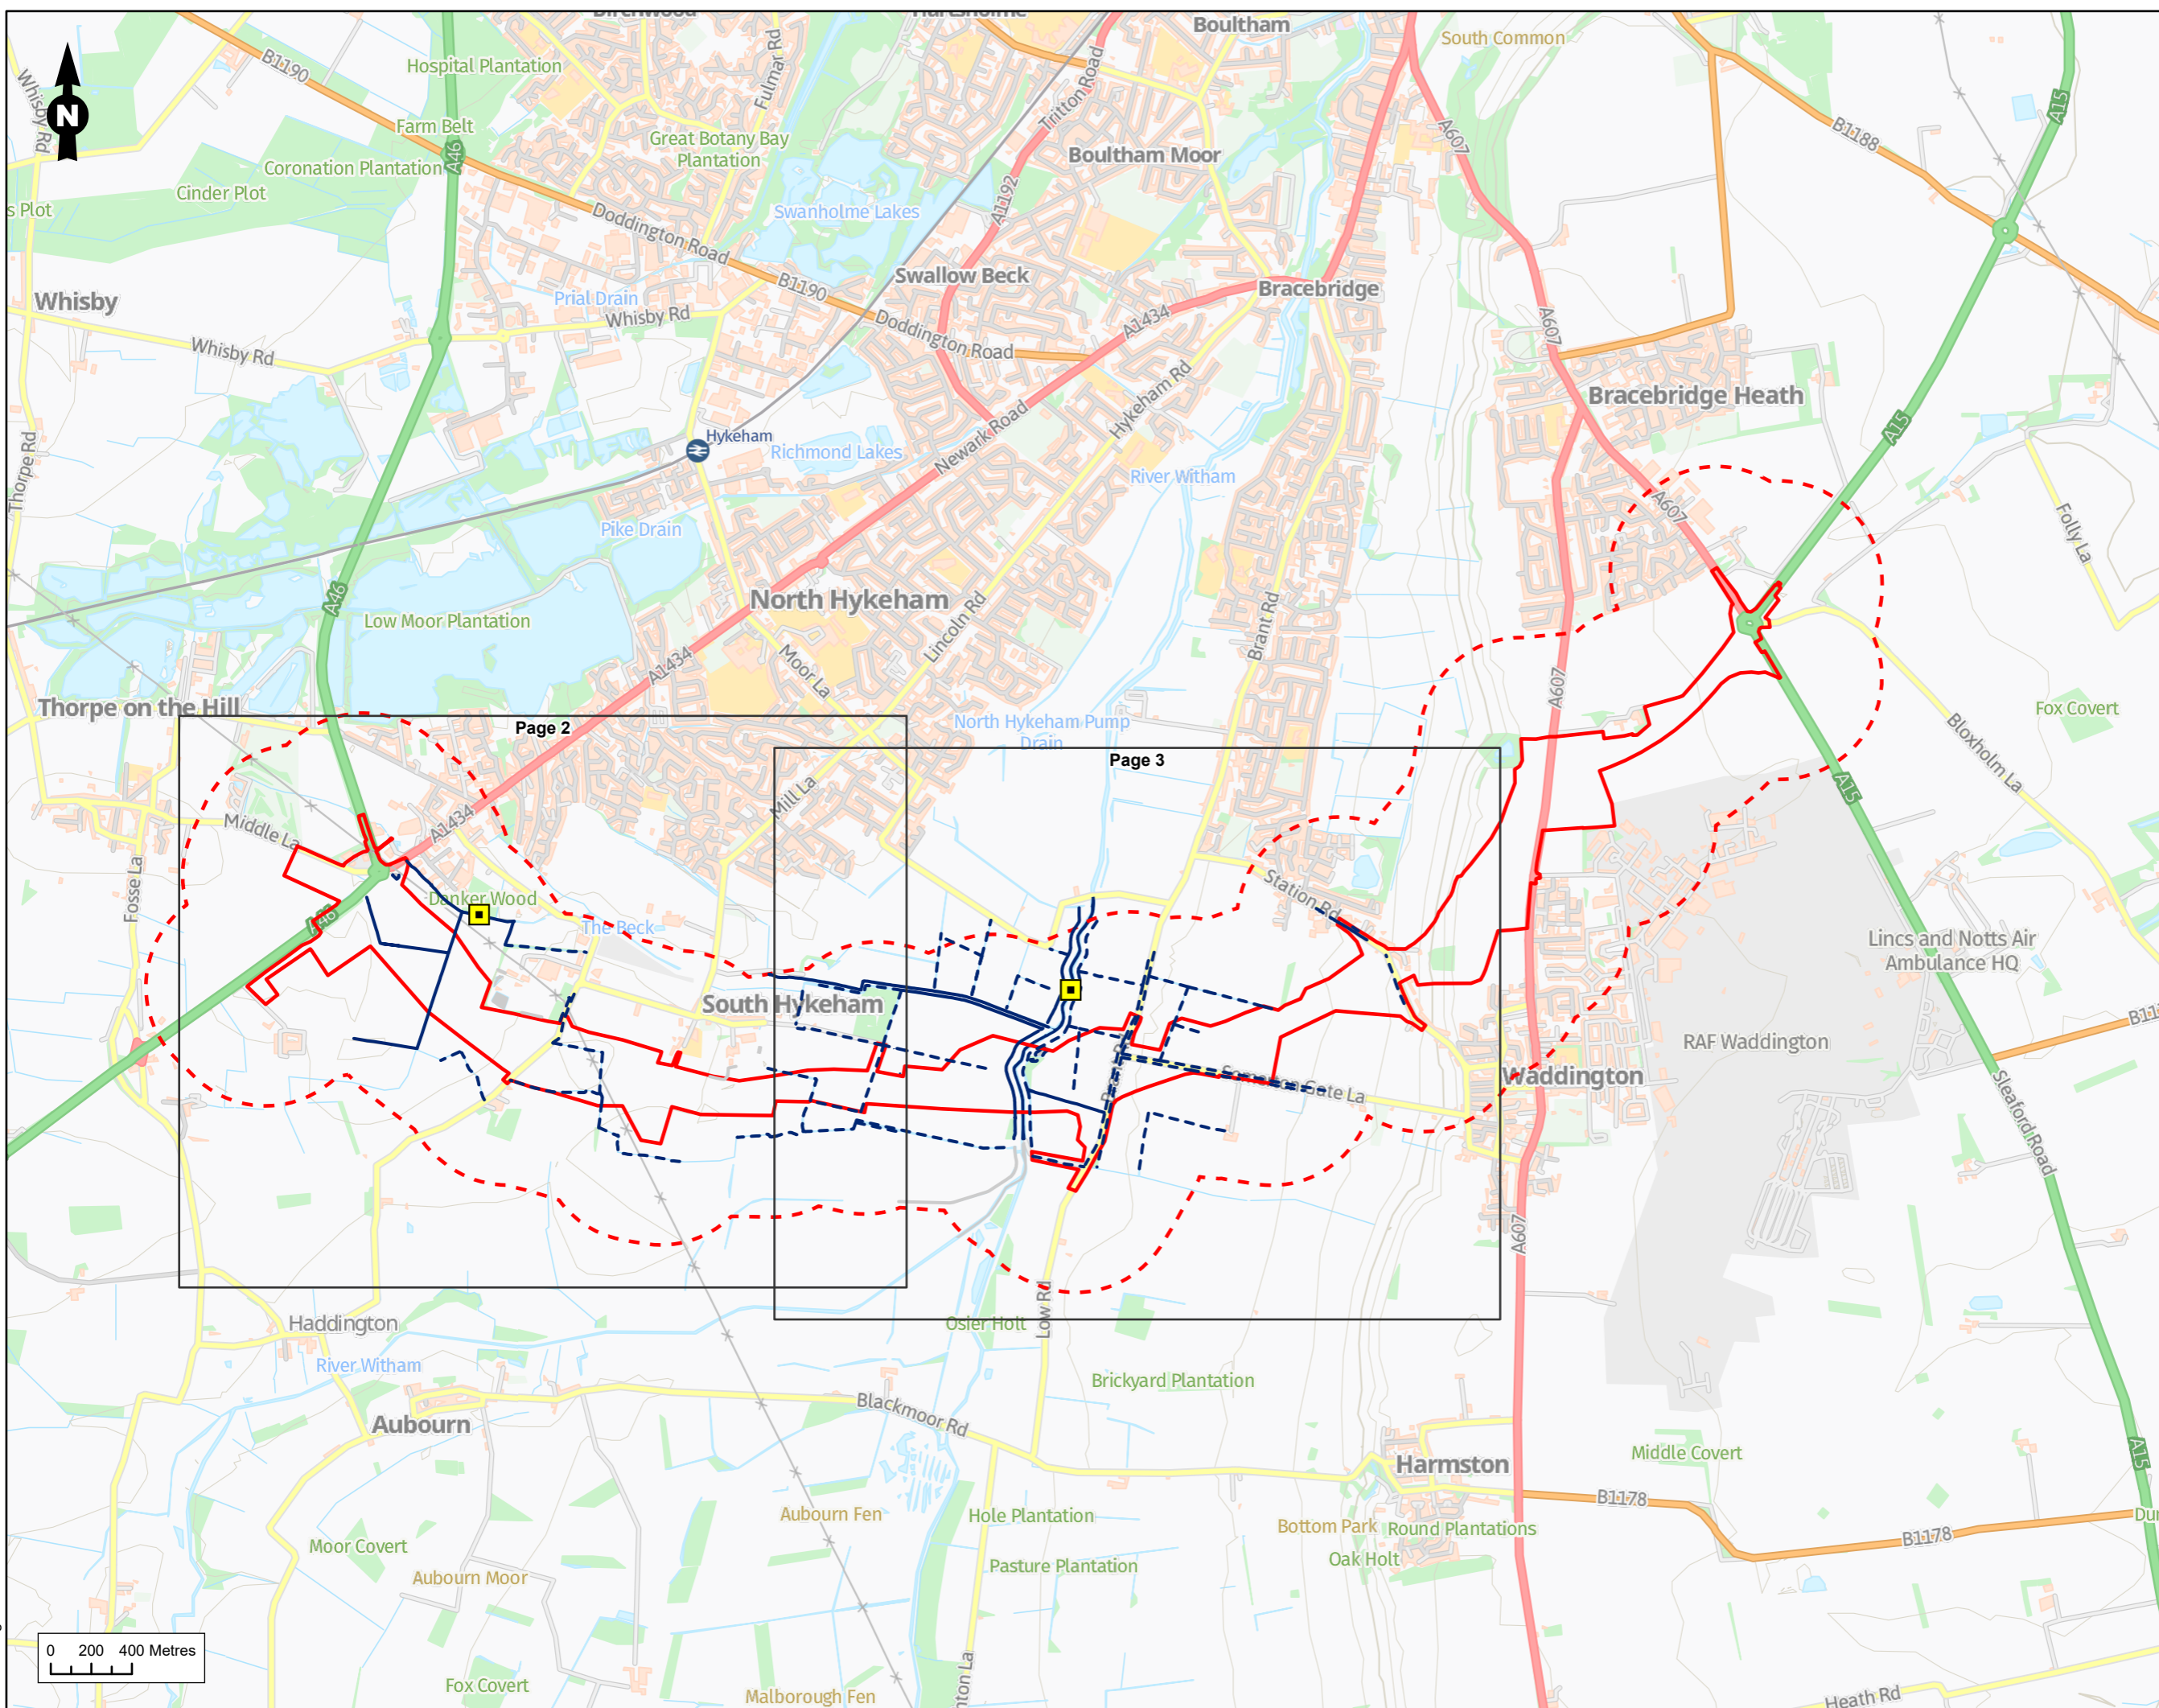 Boultham
South Common
B1190
Hospital Plantation
Fulmar Rd
Tritton Road
A607
A15
B1188
Whisby Rd
N
Farm Belt
A46
Great Botany Bay
Plantation
Boultham Moor
Coronation Plantation
Cinder Plot
s Plot
A1192
Swanholme Lakes
Doddington Road
Swallow Beck
B1190
Bracebridge
Whisby
Prial Drain
Whisby Rd
A1434
Doddington Road
A607
Whisby Rd
Hykeham Rd
Bracebridge Heath
Newark Road
A15
Hykeham
Richmond Lakes
River Witham
Thorpe Rd
A607
Pike Drain
Folly La
A46
North Hykeham
Low Moor Plantation
Lincoln Rd
Brant Rd
A1434
Moor La
A607
Thorpe on the Hill
Fox Covert
North Hykeham Pump
Drain
Bloxholm La
Page 2
Page 3
A15
Mill La
Middle La
A1434
Fosse La
Danker Wood
Station Rd
A46
The Beck
Lincs and Notts Air
Ambulance HQ
South Hykeham
RAF Waddington
Waddington
Somerton Gate La
Sleaford Road
A607
Haddington
Osier Holt
Low Rd
River Witham
Brickyard Plantation
Aubourn
Blackmoor Rd
Harmston
Middle Covert
A15
B1178
Aubourn Fen
Hole Plantation
Bottom Park
Round Plantations
B1178
Moor Covert
Oak Holt
Pasture Plantation
Aubourn Moor
0 200 400 Metres
Fox Covert
Malborough Fen
Heath Rd